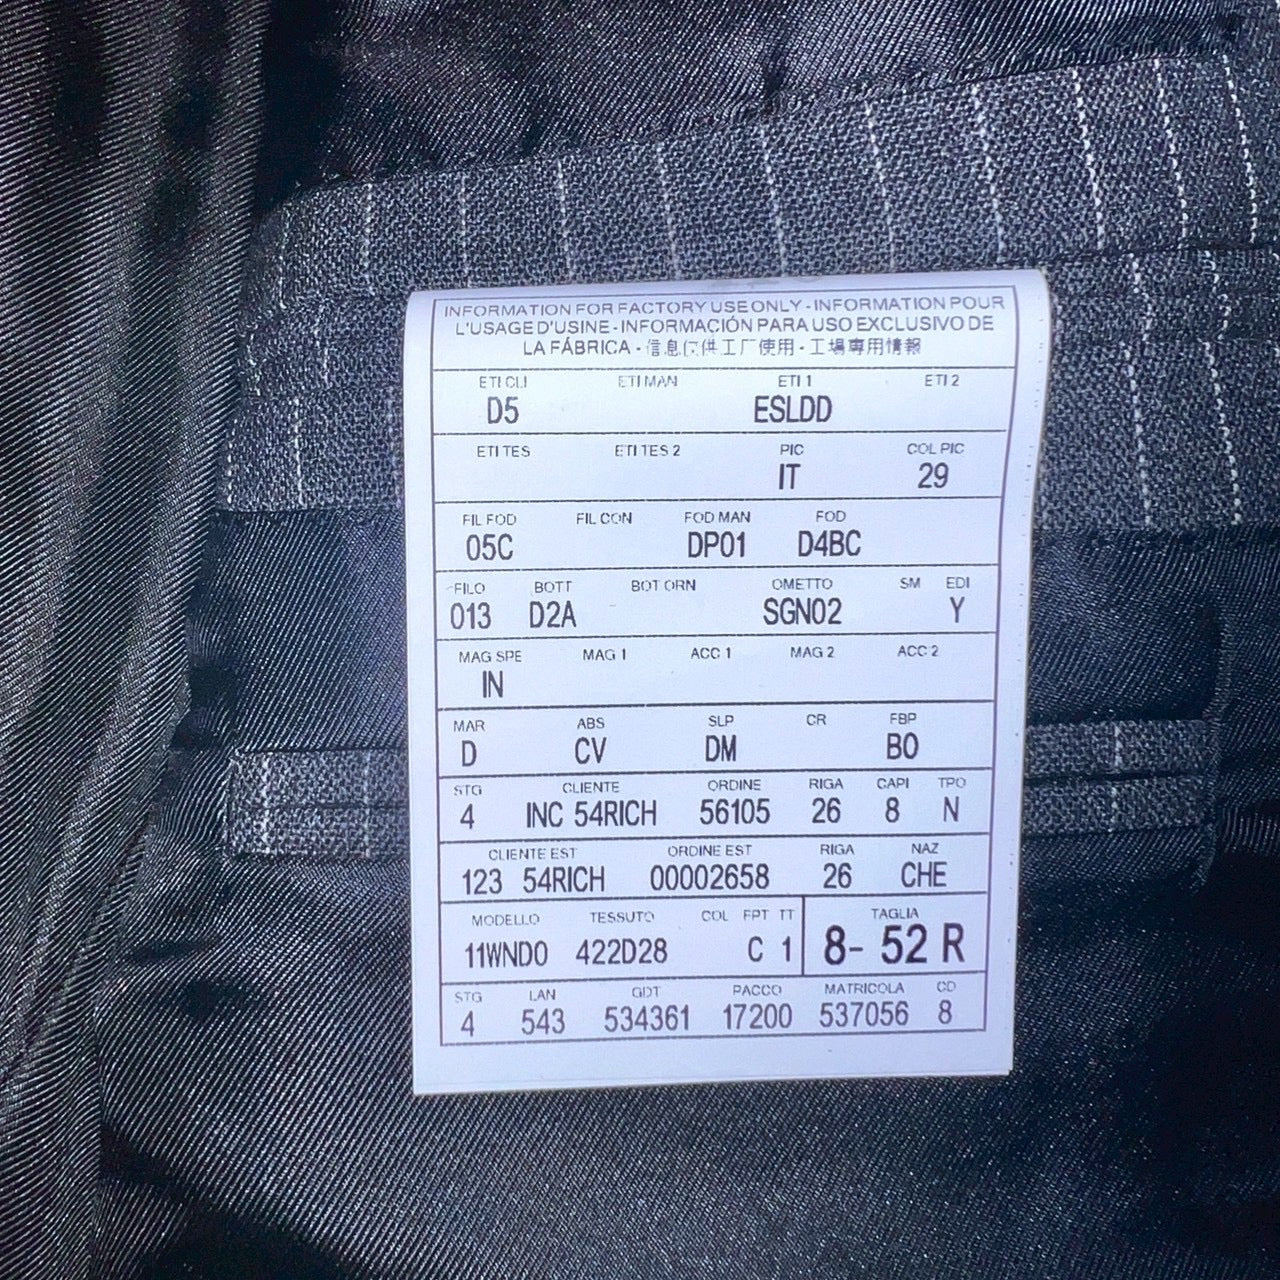 INFORMATION FOR FACTORY USE ONLY - INFORMATION POUR
L'USAGE D'USINE - INFORMACIÓN PARA USO EXCLUSIVO DE
LA FÁBRICA - 信息仅供工厂使用 - 工場専用情報
ETI CLI ETI MAN ETI 1 ETI 2
D5 ESLDD
ETI TES ETI TES 2 PIC COL PIC
IT 29
FIL FOD FIL CON FOD MAN FOD
05C DP01 D4BC
FILO BOTT BOT ORN OMETTO SM EDI
013 D2A SGN02 Y
MAG SPE MAG 1 ACC 1 MAG 2 ACC 2
IN
MAR ABS SLP CR FBP
D CV DM BO
STG CLIENTE ORDINE RIGA CAPI TPO
4 INC 54RICH 56105 26 8 N
CLIENTE EST ORDINE EST RIGA NAZ
123 54RICH 00002658 26 CHE
MODELLO TESSUTO COL FPT TT TAGLIA
11WND0 422D28 C 1 8- 52 R
STG LAN GDT PACCO MATRICOLA CD
4 543 534361 17200 537056 8